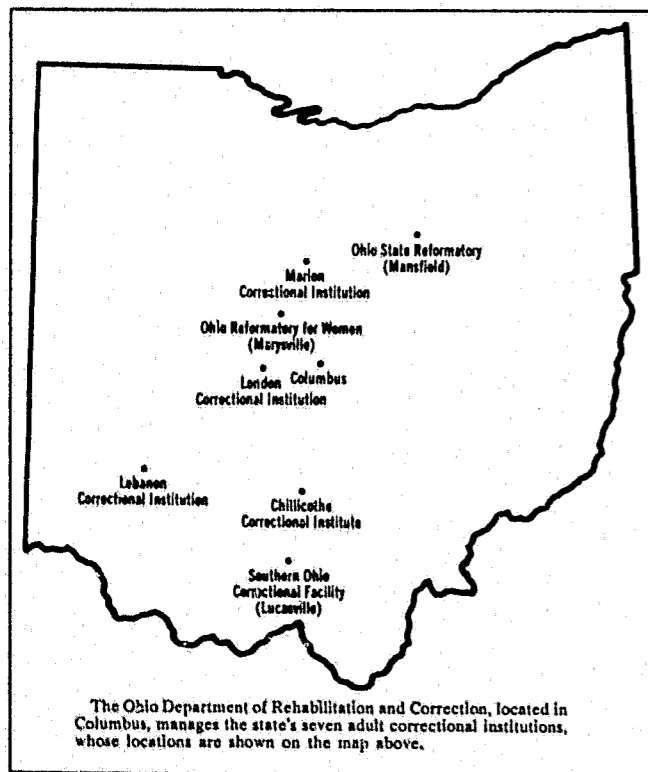 Ohio State Reformatory
(Mansfield)
Marion
Correctional Institution
Ohio Reformatory for Women
(Marysville)
London
Correctional Institution
Columbus
Lebanon
Correctional Institution
Chillicothe
Correctional Institute
Southern Ohio
Correctional Facility
(Lucasville)
The Ohio Department of Rehabilitation and Correction, located in
Columbus, manages the state's seven adult correctional institutions,
whose locations are shown on the map above.